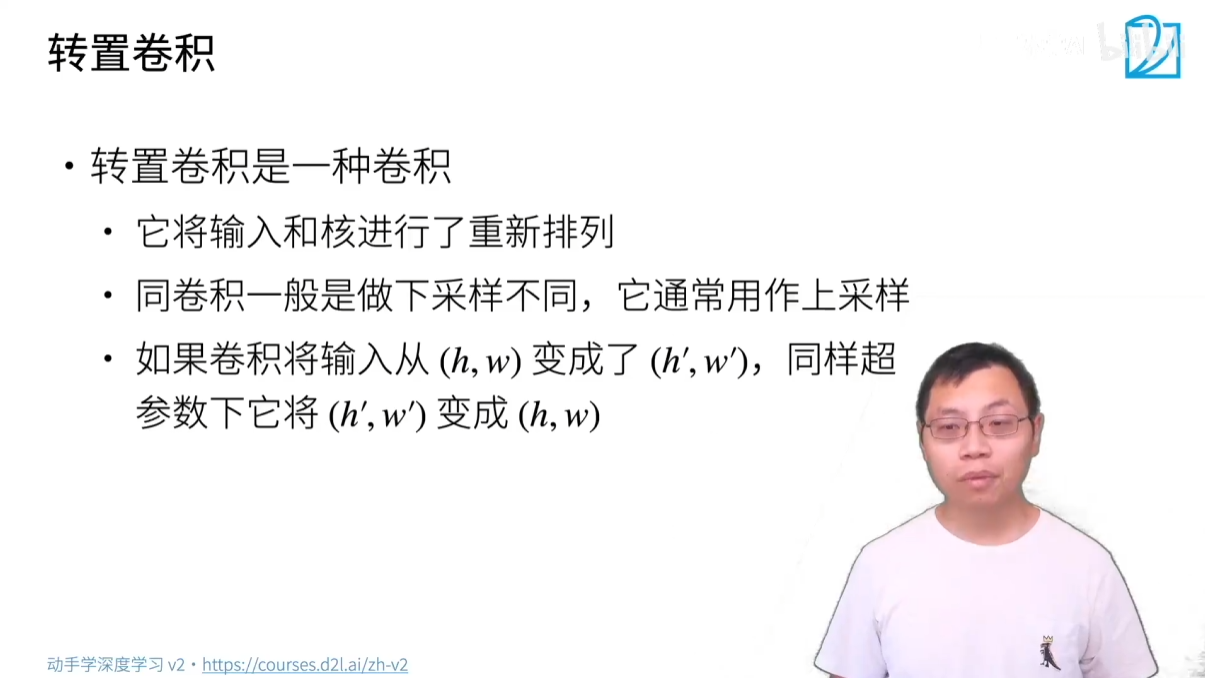 转置卷积
• 转置卷积是一种卷积
• 它将输入和核进行了重新排列
• 同卷积一般是做下采样不同，它通常用作上采样
• 如果卷积将输入从 (h, w) 变成了 (h′, w′)，同样超
参数下它将 (h′, w′) 变成 (h, w)
动手学深度学习 v2 • https://courses.d2l.ai/zh-v2